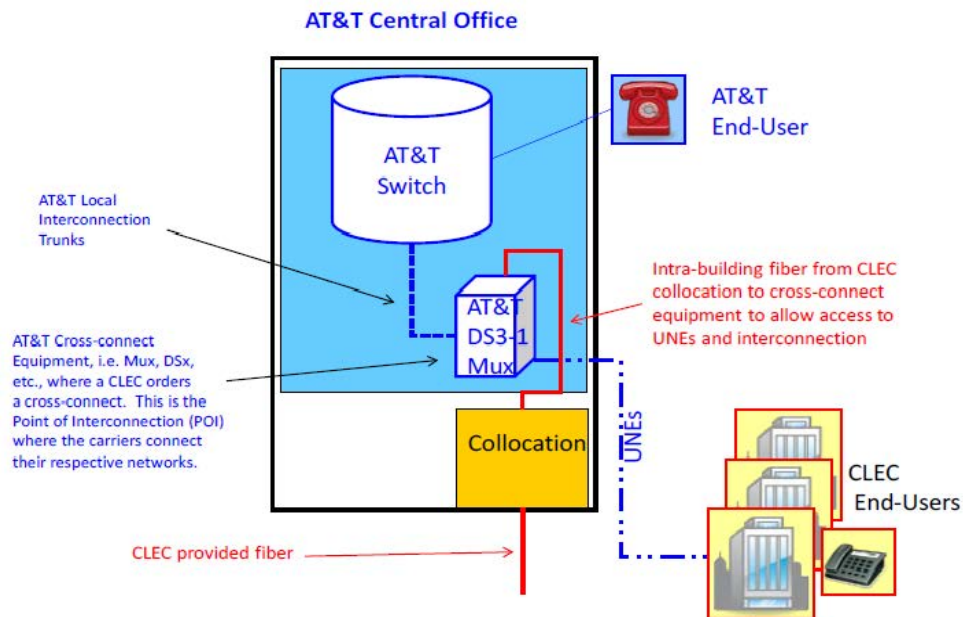 AT&T Central Office
AT&T
End-User
AT&T
Switch
AT&T Local
Interconnection
Trunks
Intra-building fiber from CLEC
collocation to cross-connect
equipment to allow access to
UNEs and interconnection
AT&T
DS3-1
Mux
AT&T Cross-connect
Equipment, i.e. Mux, DSx,
etc., where a CLEC orders
a cross-connect. This is the
Point of Interconnection (POI)
where the carriers connect
their respective networks.
Collocation
UNEs
CLEC
End-Users
CLEC provided fiber